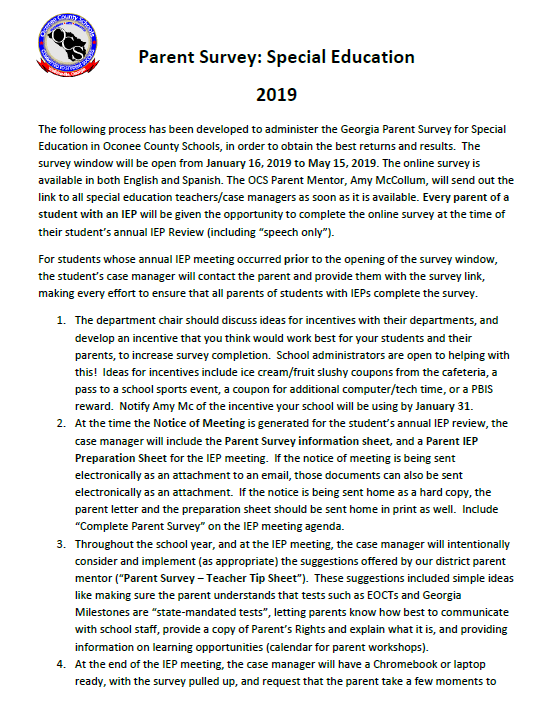 Oconee County Schools
OCS
Parent Survey: Special Education
2019
The following process has been developed to administer the Georgia Parent Survey for Special
Education in Oconee County Schools, in order to obtain the best returns and results.  The
survey window will be open from January 16, 2019 to May 15, 2019. The online survey is
available in both English and Spanish. The OCS Parent Mentor, Amy McCollum, will send out the
link to all special education teachers/case managers as soon as it is available. Every parent of a
student with an IEP will be given the opportunity to complete the online survey at the time of
their student’s annual IEP Review (including “speech only”).
For students whose annual IEP meeting occurred prior to the opening of the survey window,
the student’s case manager will contact the parent and provide them with the survey link,
making every effort to ensure that all parents of students with IEPs complete the survey.
1. The department chair should discuss ideas for incentives with their departments, and
develop an incentive that you think would work best for your students and their
parents, to increase survey completion.  School administrators are open to helping with
this!  Ideas for incentives include ice cream/fruit slushy coupons from the cafeteria, a
pass to a school sports event, a coupon for additional computer/tech time, or a PBIS
reward.  Notify Amy Mc of the incentive your school will be using by January 31.
2. At the time the Notice of Meeting is generated for the student’s annual IEP review, the
case manager will include the Parent Survey information sheet, and a Parent IEP
Preparation Sheet for the IEP meeting.  If the notice of meeting is being sent
electronically as an attachment to an email, those documents can also be sent
electronically as an attachment.  If the notice is being sent home as a hard copy, the
parent letter and the preparation sheet should be sent home in print as well.  Include
“Complete Parent Survey” on the IEP meeting agenda.
3. Throughout the school year, and at the IEP meeting, the case manager will intentionally
consider and implement (as appropriate) the suggestions offered by our district parent
mentor (“Parent Survey – Teacher Tip Sheet”).  These suggestions included simple ideas
like making sure the parent understands that tests such as EOCTs and Georgia
Milestones are “state-mandated tests”, letting parents know how best to communicate
with school staff, provide a copy of Parent’s Rights and explain what it is, and providing
information on learning opportunities (calendar for parent workshops).
4. At the end of the IEP meeting, the case manager will have a Chromebook or laptop
ready, with the survey pulled up, and request that the parent take a few moments to